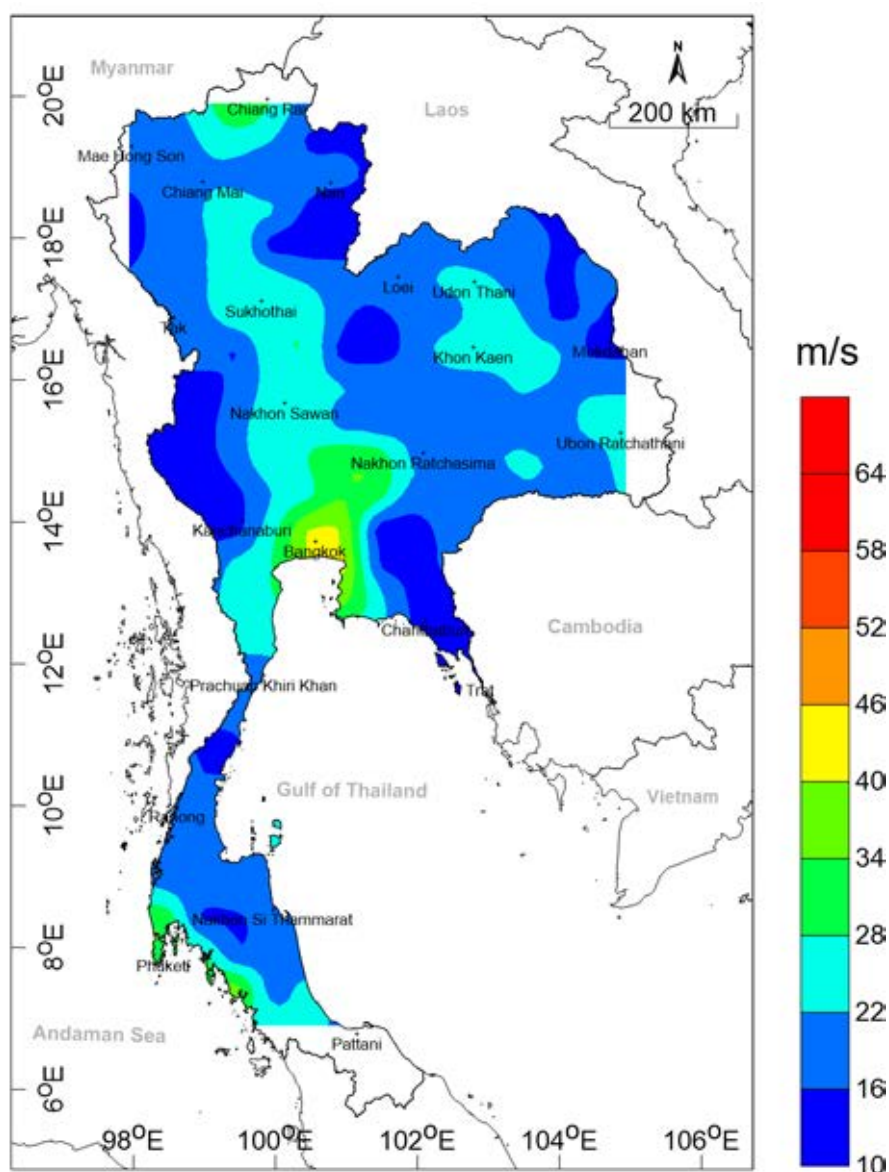 Myanmar
N
Laos
200 km
Chiang Rai
Mae Hong Son
Chiang Mai
Nan
Loei
Udon Thani
Sukhothai
Tak
Khon Kaen
Mukdahan
Nakhon Sawan
Ubon Ratchathani
Nakhon Ratchasima
Kanchanaburi
Bangkok
Chanthaburi
Cambodia
Prachuap Khiri Khan
Trat
Gulf of Thailand
Vietnam
Ranong
Nakhon Si Thammarat
Phuket
Andaman Sea
Pattani
20°E
18°E
16°E
14°E
12°E
10°E
8°E
6°E
98°E 100°E 102°E 104°E 106°E
m/s
64
58
52
46
40
34
28
22
16
10